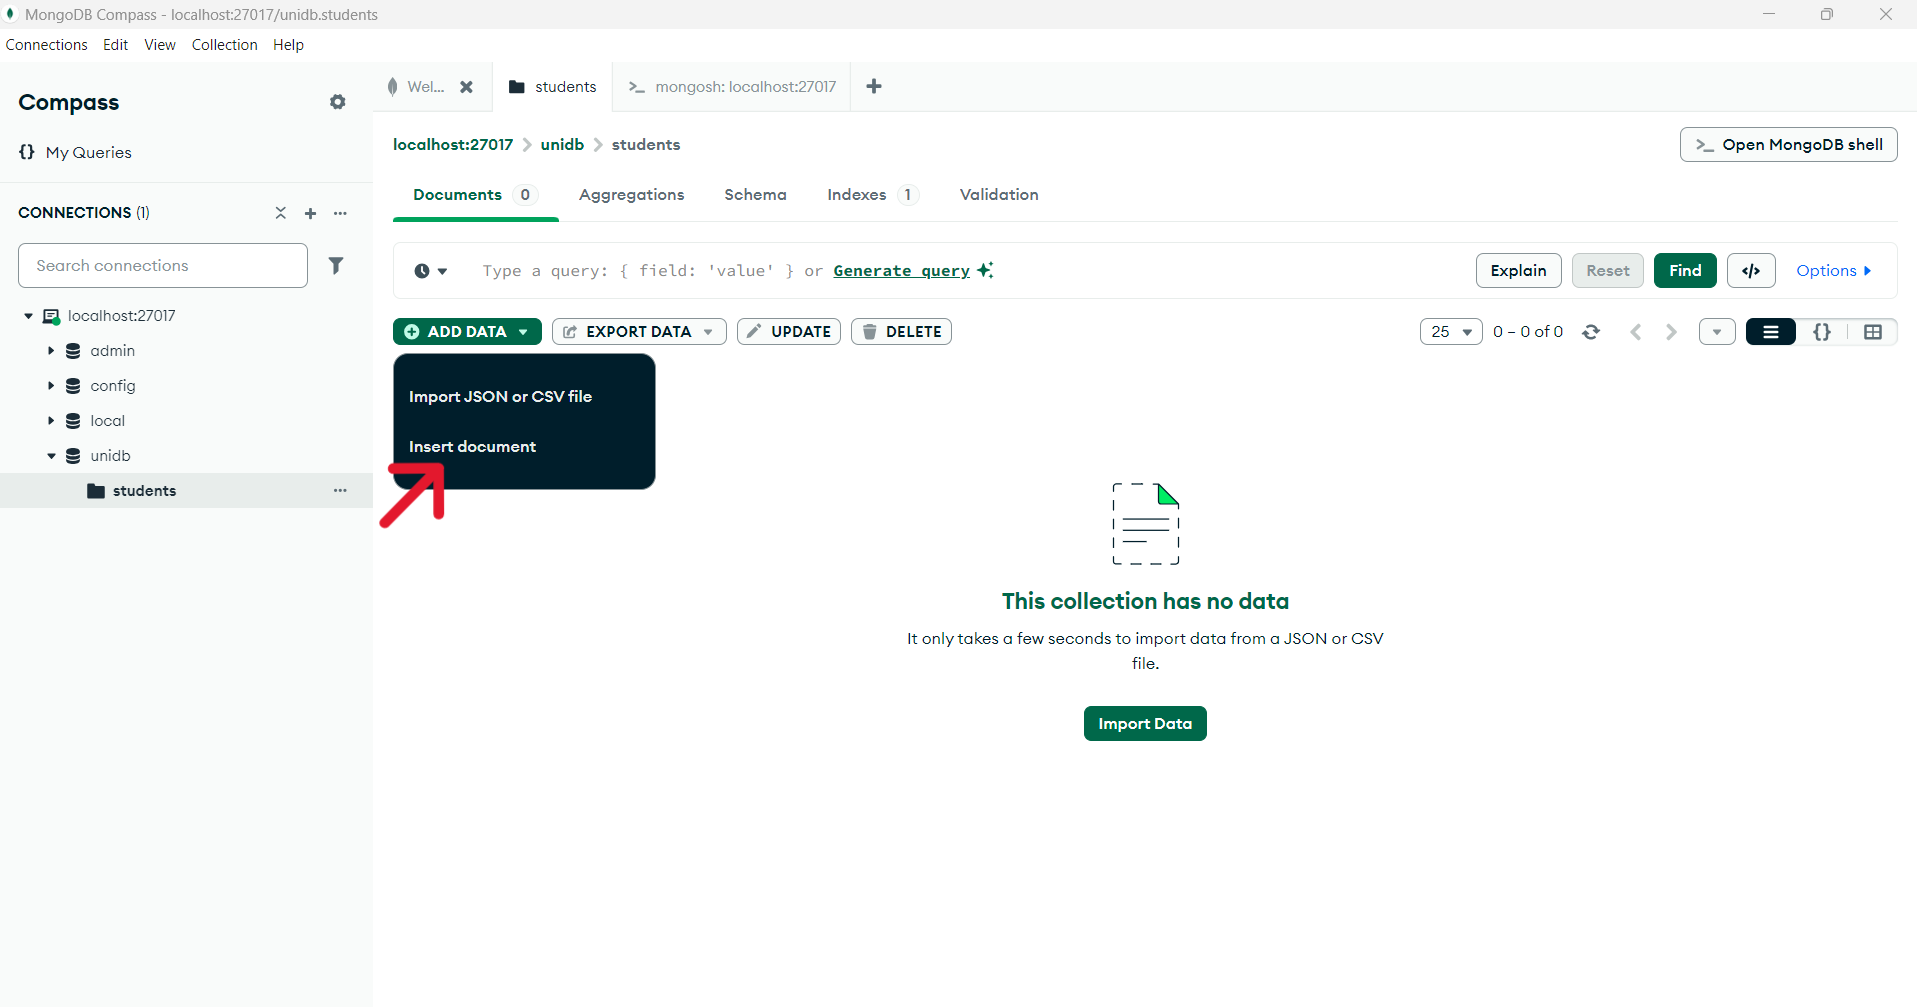 MongoDB Compass - localhost:27017/unidb.students
Connections Edit View Collection Help
Compass
{} My Queries
CONNECTIONS (1)
Search connections
localhost:27017
admin
config
local
unidb
students
Wel... students >_ mongosh: localhost:27017
localhost:27017 > unidb > students
>_ Open MongoDB shell
Documents 0 Aggregations Schema Indexes 1 Validation
Type a query: { field: 'value' } or Generate query
Explain Reset Find </> Options
ADD DATA EXPORT DATA UPDATE DELETE
25 0 – 0 of 0 {}
Import JSON or CSV file
Insert document
This collection has no data
It only takes a few seconds to import data from a JSON or CSV
file.
Import Data